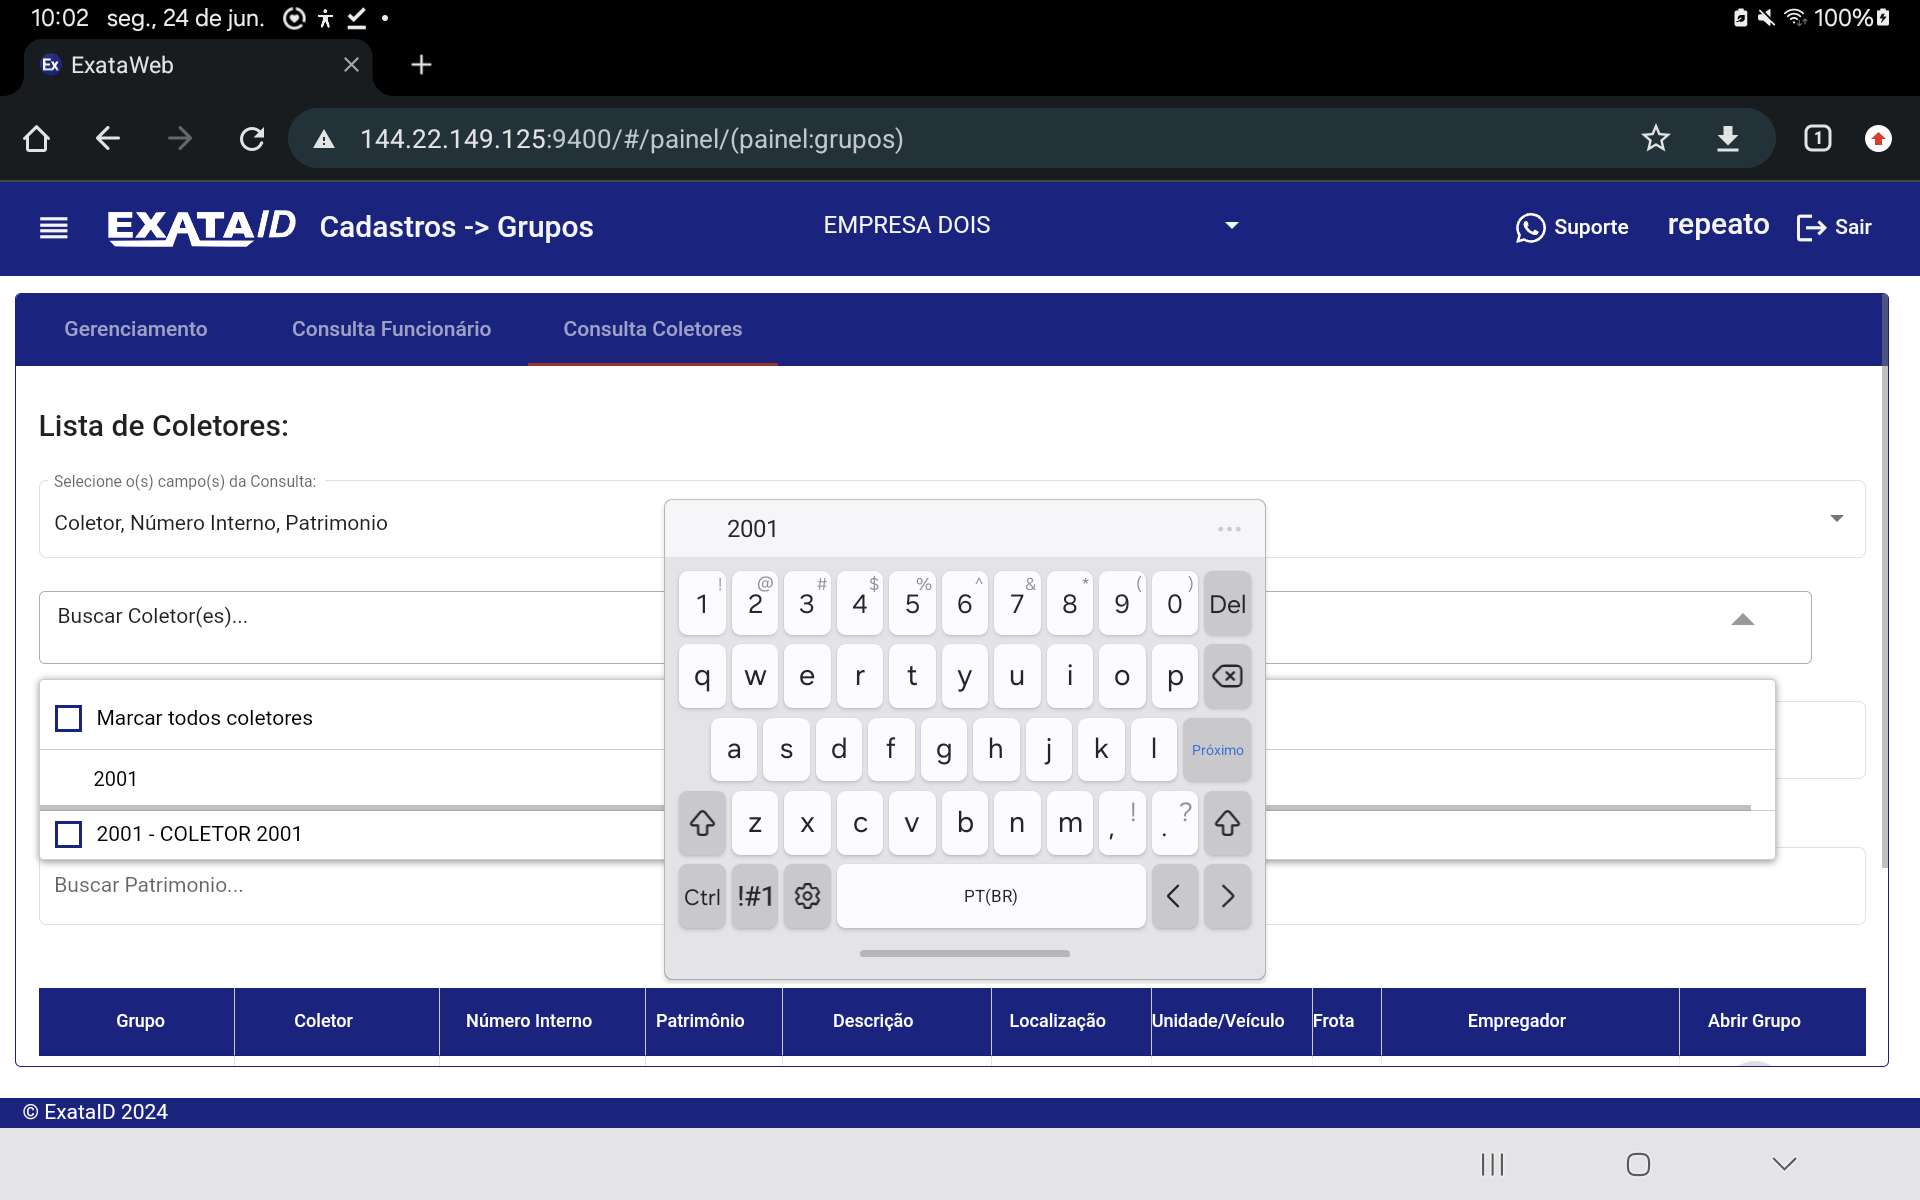 10:02 seg., 24 de jun. 100%
Ex ExataWeb
144.22.149.125:9400/#/painel/(painel:grupos) 1
EXATA/D Cadastros -> Grupos EMPRESA DOIS Suporte repeato Sair
Gerenciamento Consulta Funcionário Consulta Coletores
Lista de Coletores:
Selecione o(s) campo(s) da Consulta:
Coletor, Número Interno, Patrimonio
2001 ...
Buscar Coletor(es)...
! @ # $ % ^ & * ( )
1 2 3 4 5 6 7 8 9 0 Del
q w e r t y u i o p
Marcar todos coletores
a s d f g h j k l Próximo
2001
z x c v b n m , ! . ?
2001 - COLETOR 2001
Ctrl !#1 PT(BR) < >
Buscar Patrimonio...
Grupo Coletor Número Interno Patrimônio Descrição Localização Unidade/Veículo Frota Empregador Abrir Grupo
© ExataID 2024